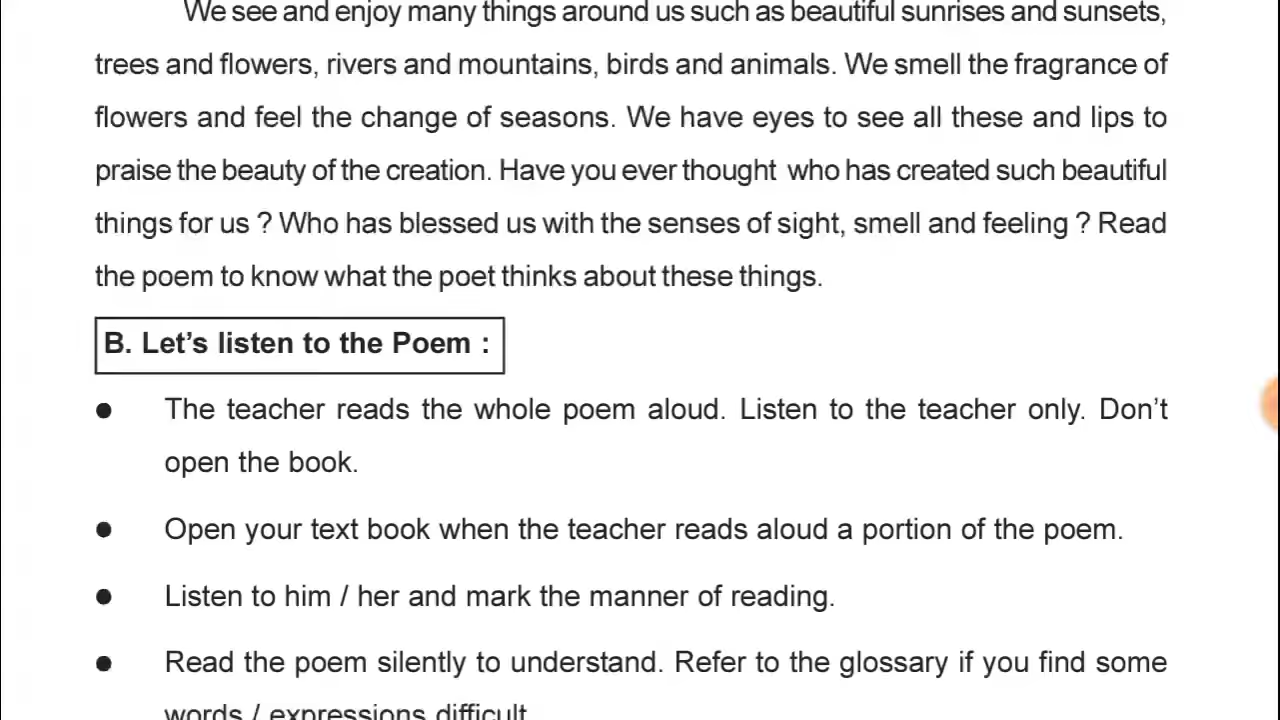 We see and enjoy many things around us such as beautiful sunrises and sunsets,
trees and flowers, rivers and mountains, birds and animals. We smell the fragrance of
flowers and feel the change of seasons. We have eyes to see all these and lips to
praise the beauty of the creation. Have you ever thought who has created such beautiful
things for us ? Who has blessed us with the senses of sight, smell and feeling ? Read
the poem to know what the poet thinks about these things.
B. Let’s listen to the Poem :
● The teacher reads the whole poem aloud. Listen to the teacher only. Don’t
open the book.
● Open your text book when the teacher reads aloud a portion of the poem.
● Listen to him / her and mark the manner of reading.
● Read the poem silently to understand. Refer to the glossary if you find some
words / expressions difficult.